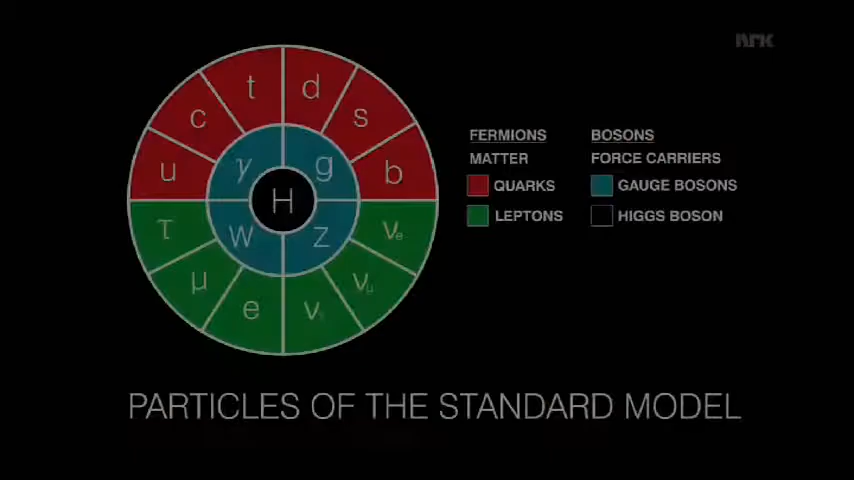 nrk
t d
c s
u γ g b
H
τ W Z νe
μ νμ
e ν
FERMIONS BOSONS
MATTER FORCE CARRIERS
QUARKS GAUGE BOSONS
LEPTONS HIGGS BOSON
PARTICLES OF THE STANDARD MODEL